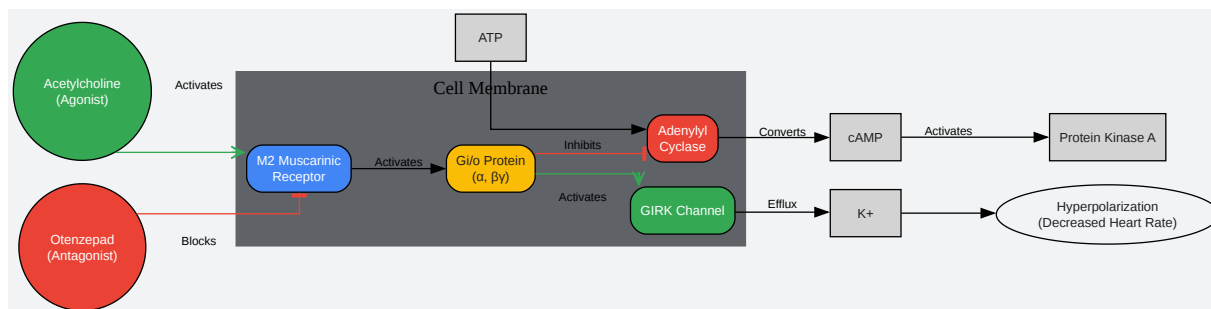 ATP
Cell Membrane
Acetylcholine
(Agonist)
Activates
Adenylyl
Cyclase
Converts
cAMP
Activates
Protein Kinase A
Inhibits
M2 Muscarinic
Receptor
Activates
Gi/o Protein
(α, βγ)
Activates
GIRK Channel
Efflux
K+
Hyperpolarization
(Decreased Heart Rate)
Otenzepad
(Antagonist)
Blocks